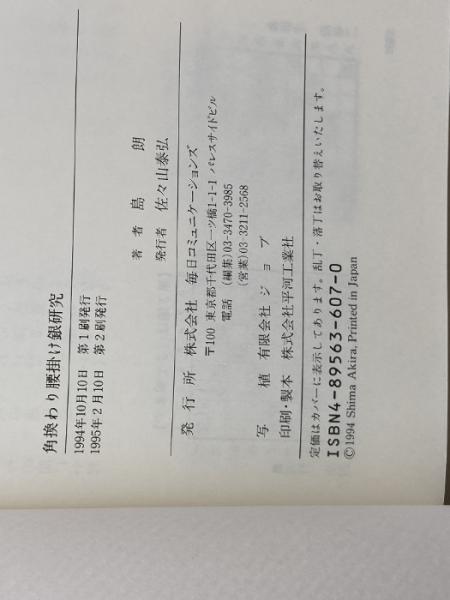 角換わり腰掛け銀研究
1994年10月10日　第1刷発行
1995年2月10日　第2刷発行
著者　島　朗
発行者　佐々山泰弘
発行所　株式会社　毎日コミュニケーションズ
〒100　東京都千代田区一ツ橋1-1-1　パレスサイドビル
電話　(編集)03-3470-3985
(営業)03-3211-2568
写植　有限会社ジョブ
印刷・製本　株式会社平河工業社
定価はカバーに表示してあります。乱丁・落丁はお取り替えいたします。
ISBN4-89563-607-0
©1994 Shima Akira, Printed in Japan